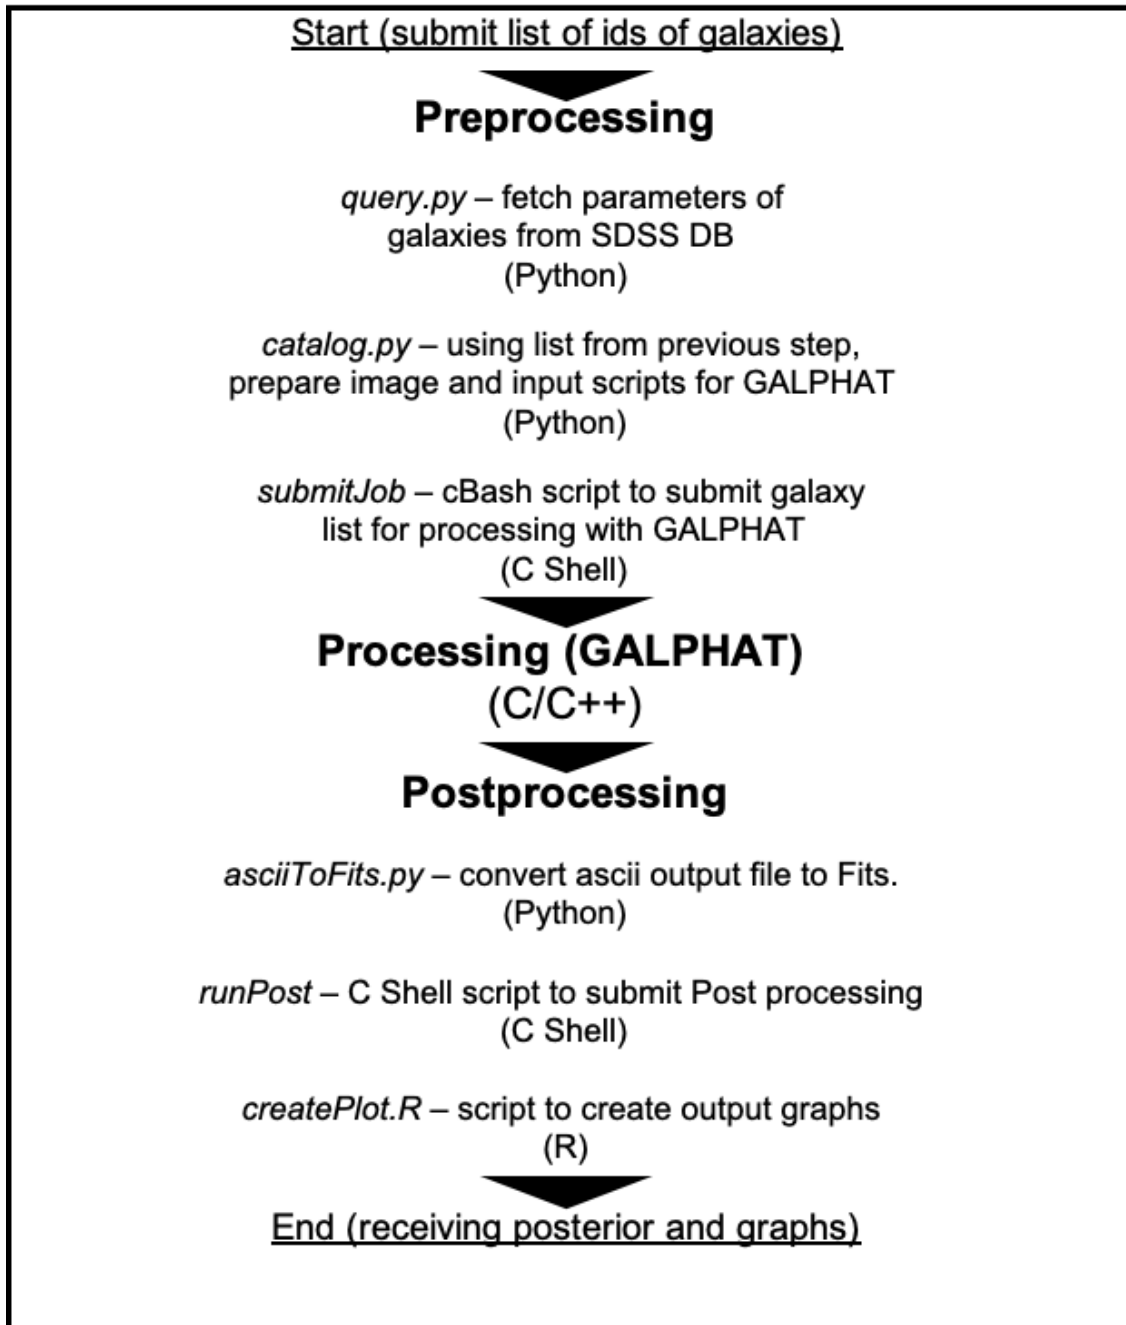 Start (submit list of ids of galaxies)
Preprocessing
query.py – fetch parameters of
galaxies from SDSS DB
(Python)
catalog.py – using list from previous step,
prepare image and input scripts for GALPHAT
(Python)
submitJob – cBash script to submit galaxy
list for processing with GALPHAT
(C Shell)
Processing (GALPHAT)
(C/C++)
Postprocessing
asciiToFits.py – convert ascii output file to Fits.
(Python)
runPost – C Shell script to submit Post processing
(C Shell)
createPlot.R – script to create output graphs
(R)
End (receiving posterior and graphs)